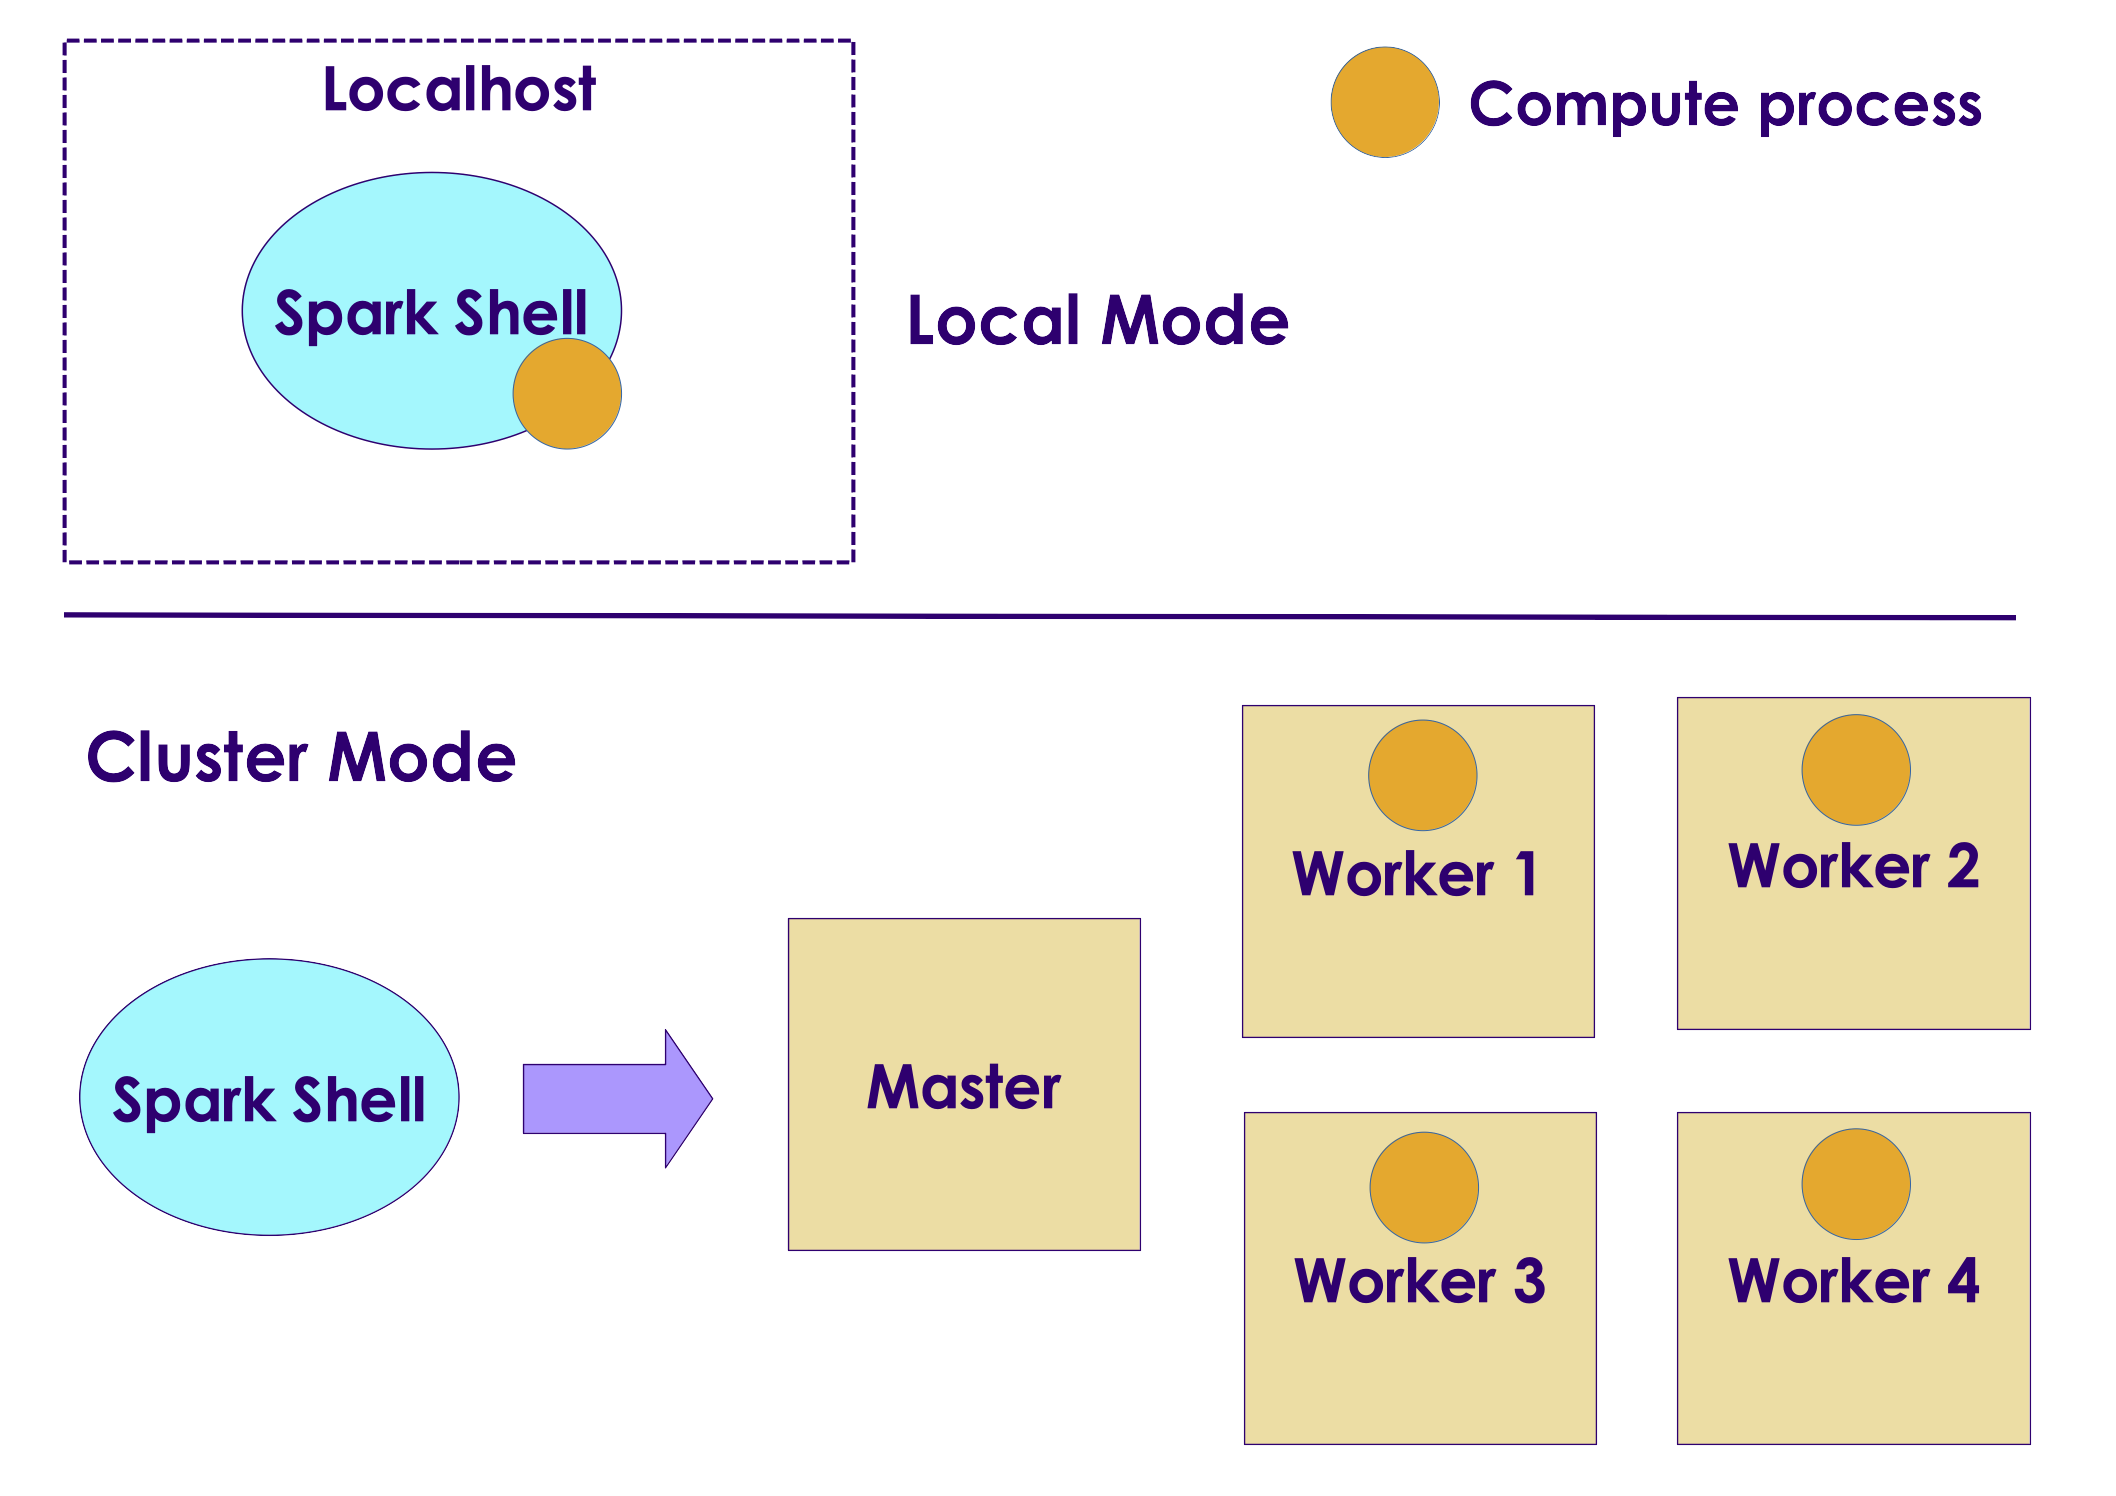 Localhost
Compute process
Spark Shell
Local Mode
Cluster Mode
Worker 1
Worker 2
Spark Shell
Master
Worker 3
Worker 4